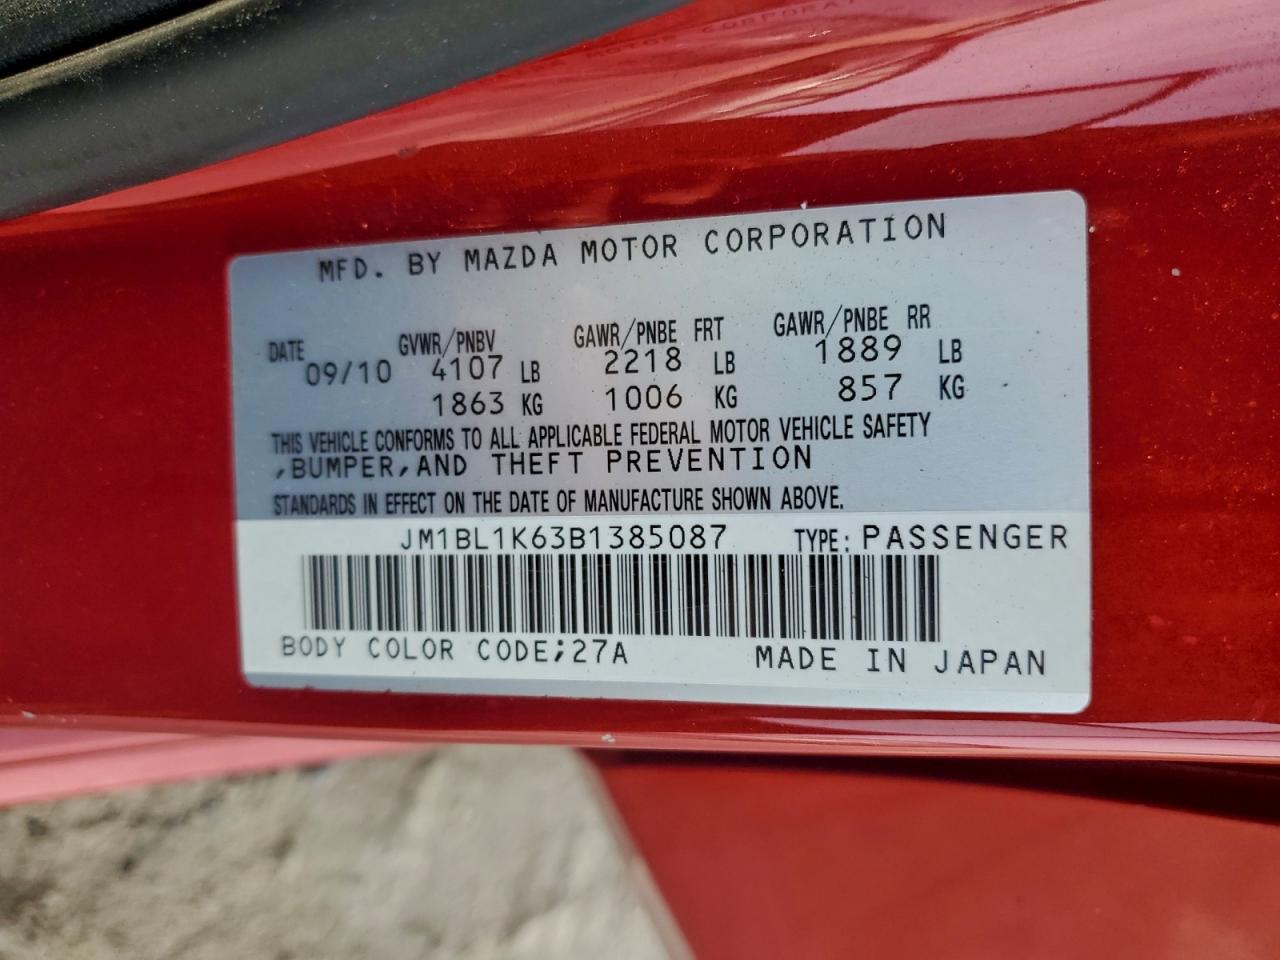 MFD. BY MAZDA MOTOR CORPORATION
DATE GVWR/PNBV GAWR/PNBE FRT GAWR/PNBE RR
09/10 4107 LB 2218 LB 1889 LB
1863 KG 1006 KG 857 KG
THIS VEHICLE CONFORMS TO ALL APPLICABLE FEDERAL MOTOR VEHICLE SAFETY
,BUMPER,AND THEFT PREVENTION
STANDARDS IN EFFECT ON THE DATE OF MANUFACTURE SHOWN ABOVE.
JM1BL1K63B1385087 TYPE: PASSENGER
BODY COLOR CODE;27A MADE IN JAPAN